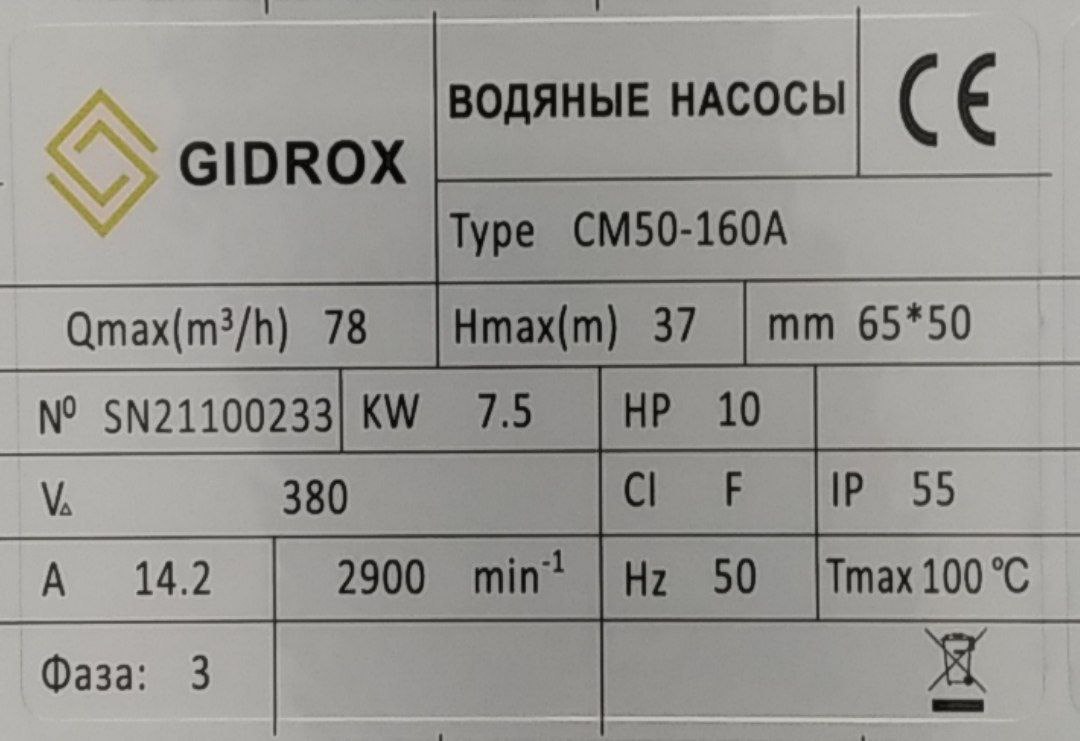 GIDROX
ВОДЯНЫЕ НАСОСЫ
CE
Type CM50-160A
Qmax(m³/h) 78 Hmax(m) 37 mm 65*50
Nº SN21100233 KW 7.5 HP 10
V△ 380 Cl F IP 55
A 14.2 2900 min⁻¹ Hz 50 Tmax 100 ℃
Фаза: 3